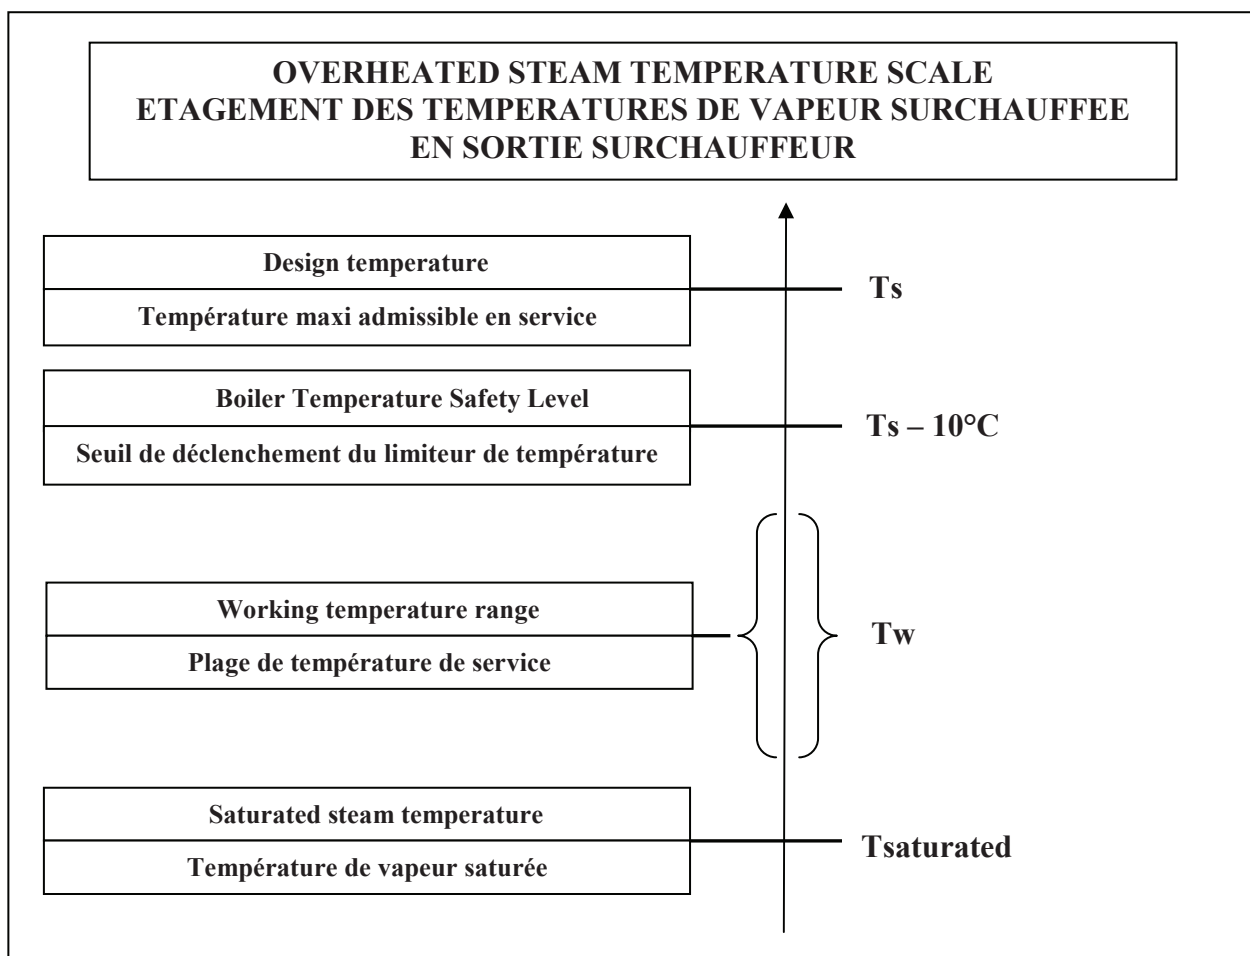 OVERHEATED STEAM TEMPERATURE SCALE
ETAGEMENT DES TEMPERATURES DE VAPEUR SURCHAUFFEE
EN SORTIE SURCHAUFFEUR
Design temperature
Température maxi admissible en service
Ts
Boiler Temperature Safety Level
Seuil de déclenchement du limiteur de température
Ts – 10°C
Working temperature range
Plage de température de service
Tw
Saturated steam temperature
Température de vapeur saturée
Tsaturated